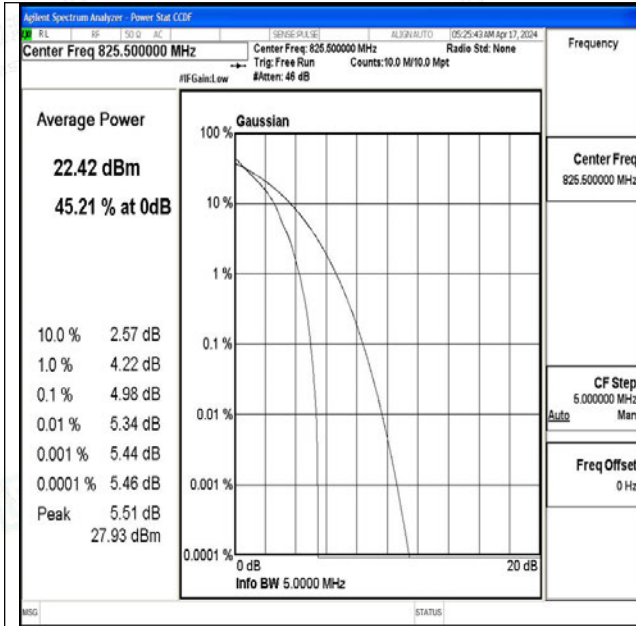 Agilent Spectrum Analyzer - Power Stat CCDF
RL RF 50 Ω AC SENSE:PULSE ALIGNAUTO 05:25:43 AM Apr 17, 2024
Center Freq 825.500000 MHz
Center Freq: 825.500000 MHz Radio Std: None
Trig: Free Run Counts:10.0 M/10.0 Mpt
#IFGain:Low #Atten: 46 dB
Frequency
Average Power
22.42 dBm
45.21 % at 0dB
10.0 % 2.57 dB
1.0 % 4.22 dB
0.1 % 4.98 dB
0.01 % 5.34 dB
0.001 % 5.44 dB
0.0001 % 5.46 dB
Peak 5.51 dB
27.93 dBm
Gaussian
100 %
10 %
1 %
0.1 %
0.01 %
0.001 %
0.0001 %
0 dB 20 dB
Info BW 5.0000 MHz
Center Freq
825.500000 MHz
CF Step
5.000000 MHz
Auto Man
Freq Offset
0 Hz
MSG STATUS